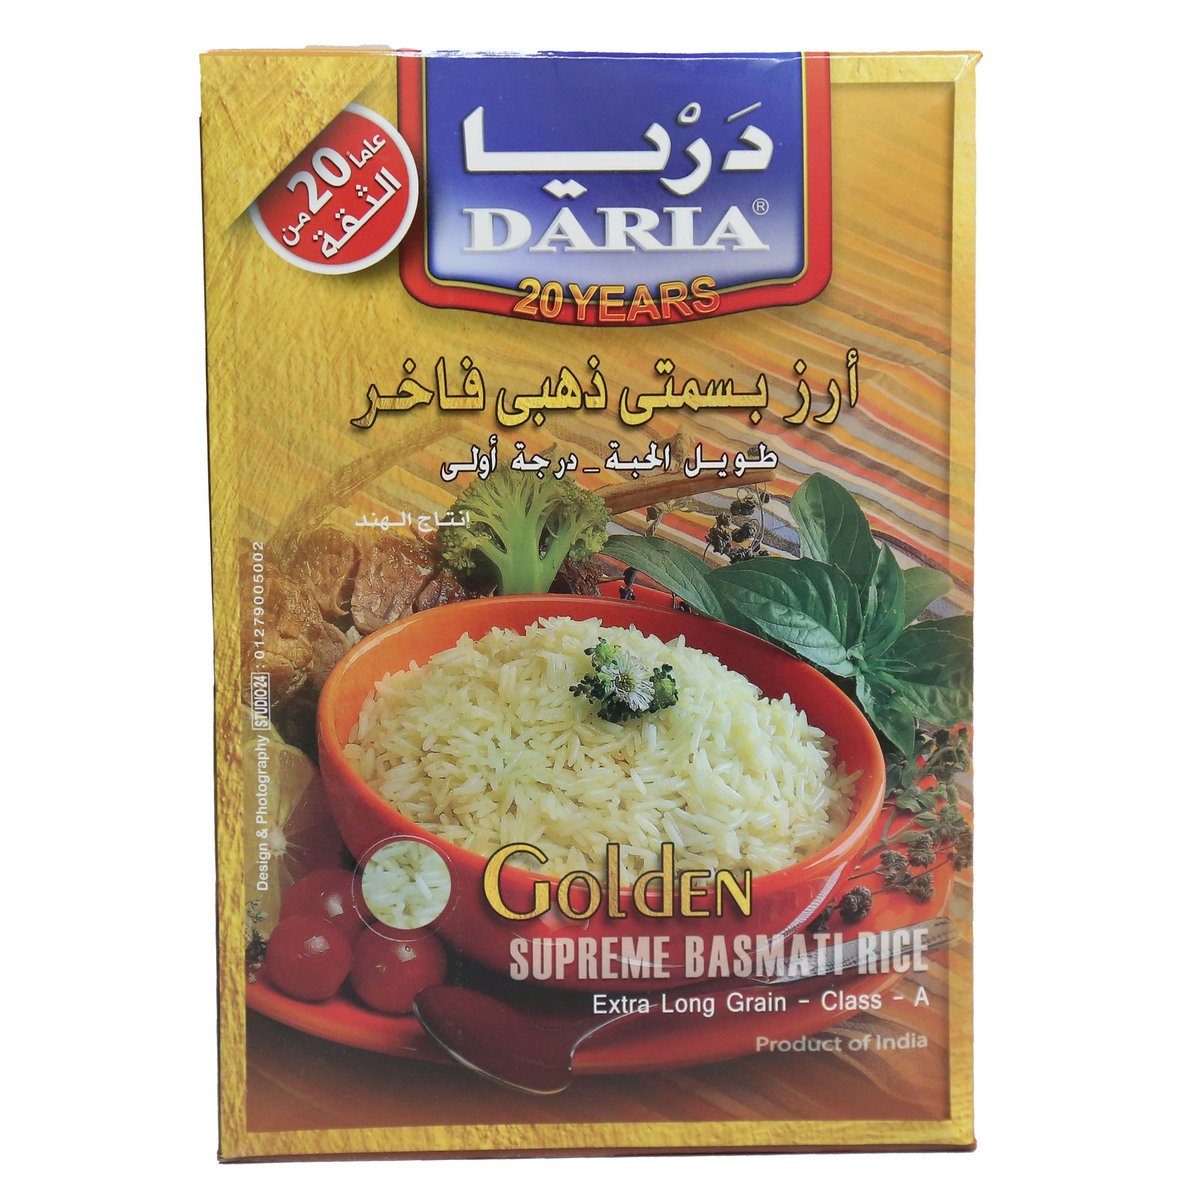 20 عاماً
من
الثقة
دَرْيا
DARIA®
20 YEARS
أرز بسمتى ذهبى فاخر
طويل الحبة - درجة أولى
إنتاج الهند
Design & Photography STUDIO24 : 01279005002
Golden
SUPREME BASMATI RICE
Extra Long Grain - Class - A
Product of India